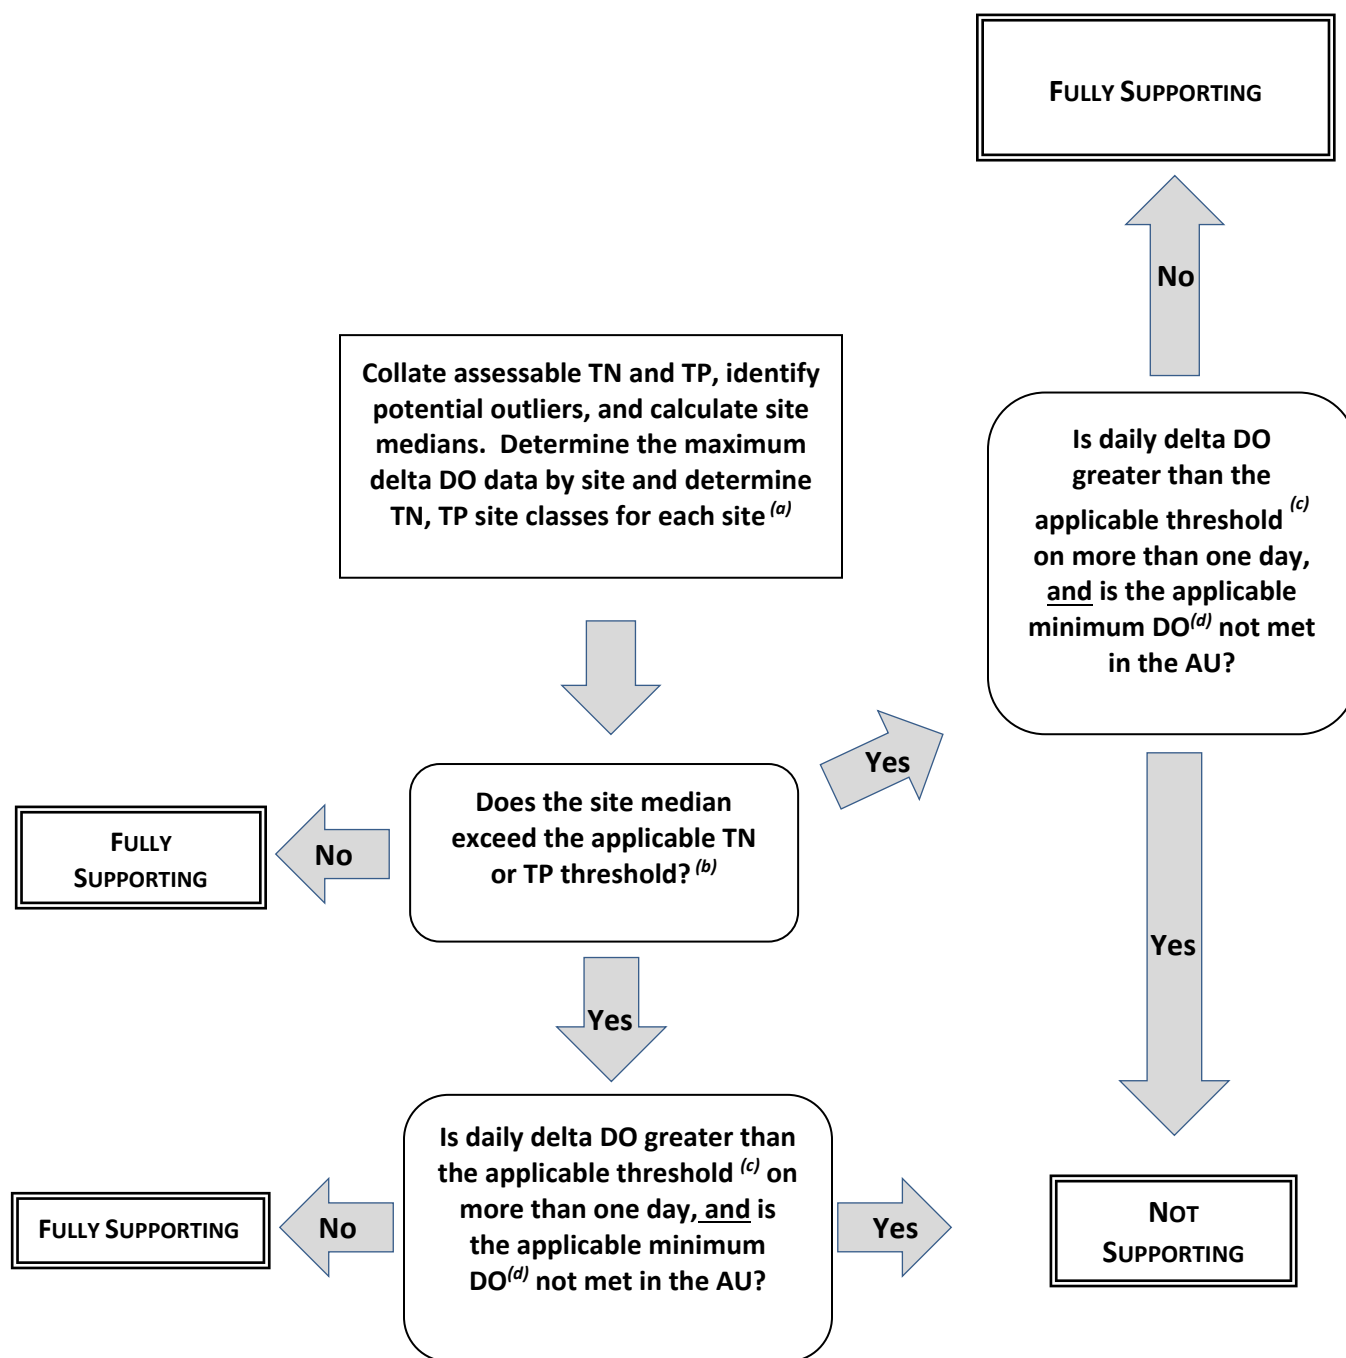 FULLY SUPPORTING
No
Collate assessable TN and TP, identify
potential outliers, and calculate site
medians.  Determine the maximum
delta DO data by site and determine
TN, TP site classes for each site (a)
Is daily delta DO
greater than the
applicable threshold (c)
on more than one day,
and is the applicable
minimum DO(d) not met
in the AU?
Yes
Does the site median
exceed the applicable TN
or TP threshold? (b)
No
FULLY
SUPPORTING
Yes
Yes
Is daily delta DO greater than
the applicable threshold (c) on
more than one day, and is
the applicable minimum
DO(d) not met in the AU?
No
FULLY SUPPORTING
Yes
NOT
SUPPORTING